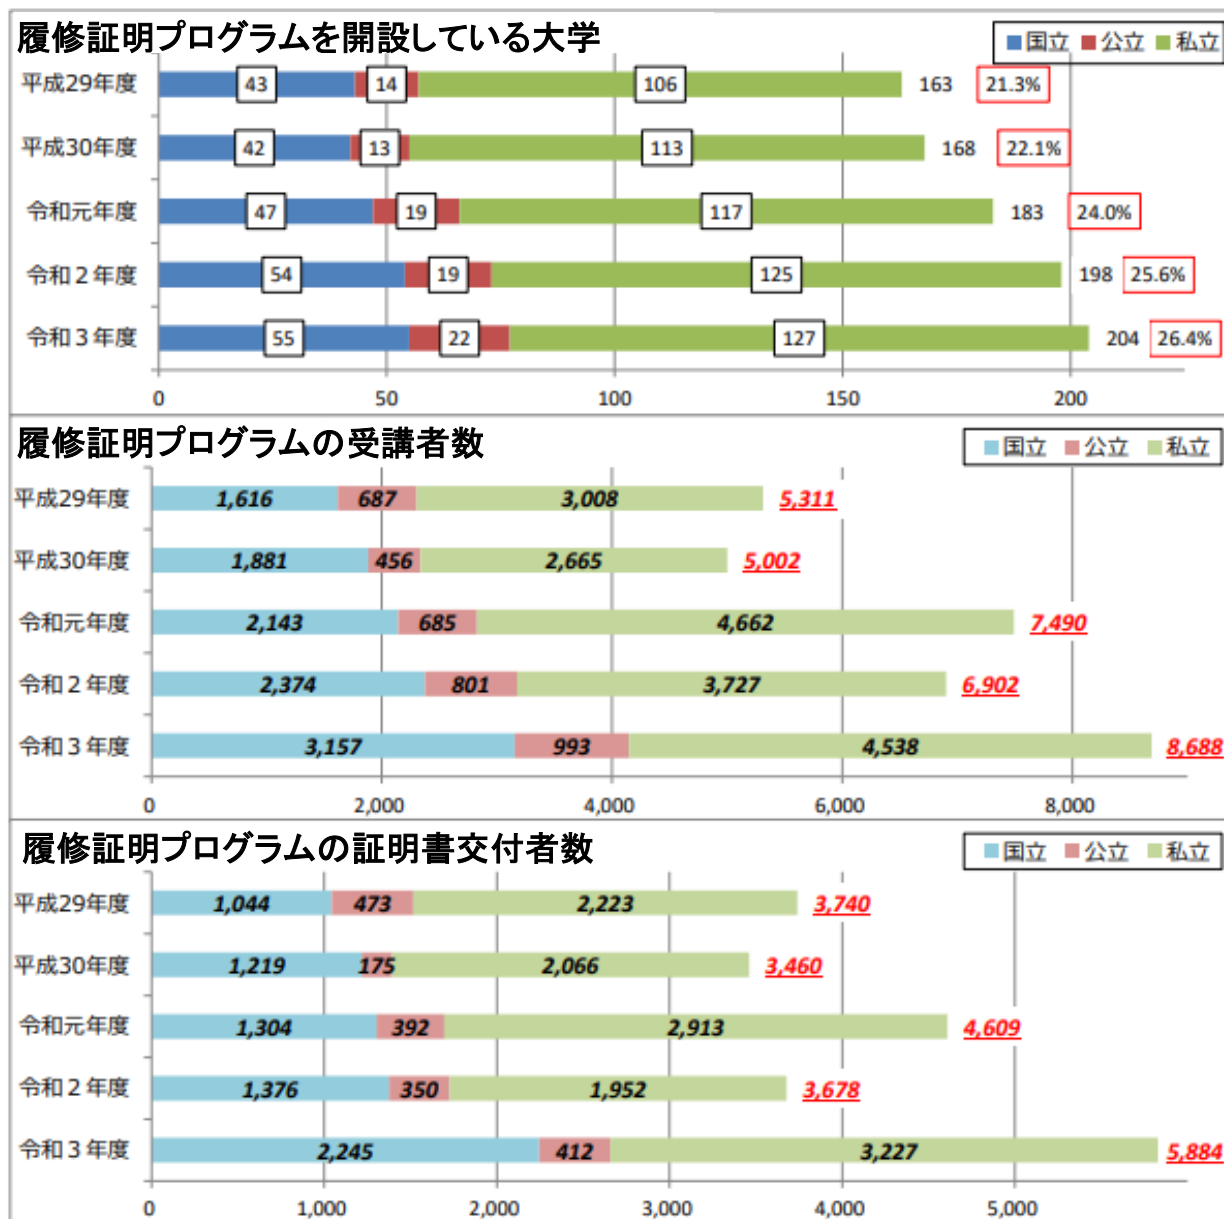 履修証明プログラムを開設している大学
国立 公立 私立
平成29年度 43 14 106 163 21.3%
平成30年度 42 13 113 168 22.1%
令和元年度 47 19 117 183 24.0%
令和２年度 54 19 125 198 25.6%
令和３年度 55 22 127 204 26.4%
0 50 100 150 200
履修証明プログラムの受講者数
国立 公立 私立
平成29年度 1,616 687 3,008 5,311
平成30年度 1,881 456 2,665 5,002
令和元年度 2,143 685 4,662 7,490
令和２年度 2,374 801 3,727 6,902
令和３年度 3,157 993 4,538 8,688
0 2,000 4,000 6,000 8,000
履修証明プログラムの証明書交付者数
国立 公立 私立
平成29年度 1,044 473 2,223 3,740
平成30年度 1,219 175 2,066 3,460
令和元年度 1,304 392 2,913 4,609
令和２年度 1,376 350 1,952 3,678
令和３年度 2,245 412 3,227 5,884
0 1,000 2,000 3,000 4,000 5,000